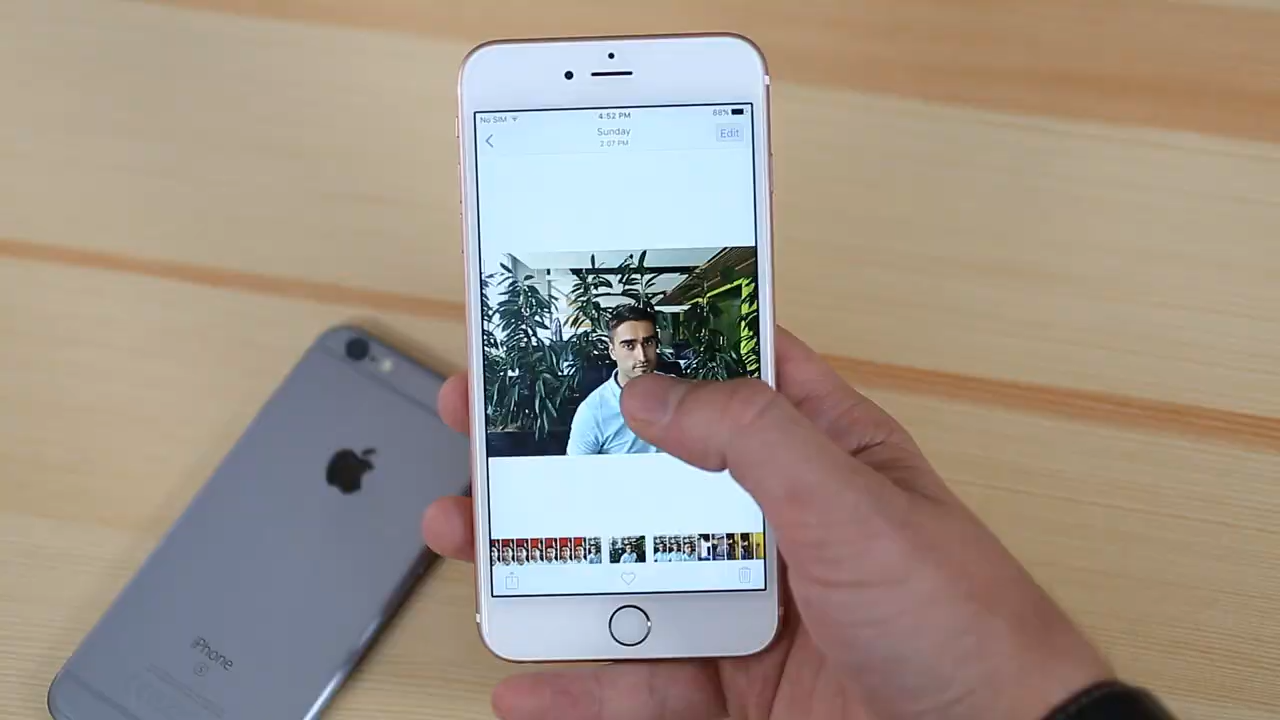 No SIM
4:52 PM
88%
Sunday
2:07 PM
Edit
iPhone
S